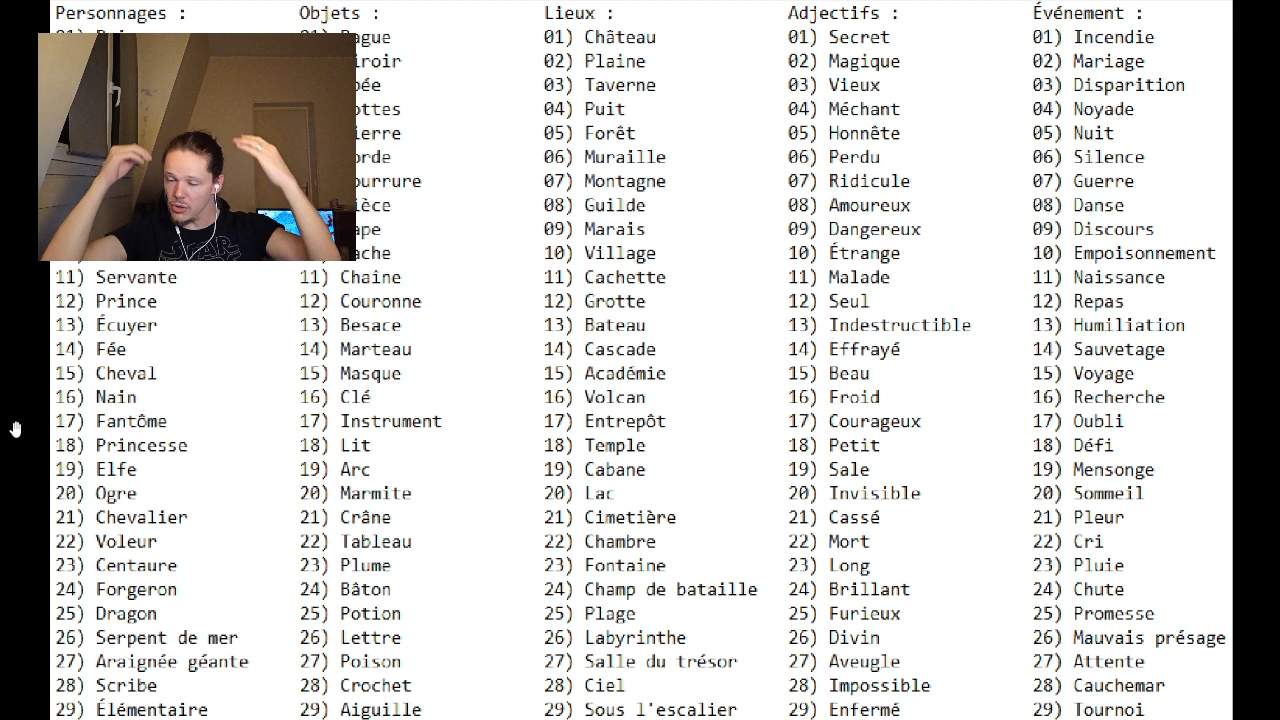 Personnages : Objets : Lieux : Adjectifs : Événement :
01) Château 01) Secret 01) Incendie
02) Plaine 02) Magique 02) Mariage
03) Taverne 03) Vieux 03) Disparition
04) Puit 04) Méchant 04) Noyade
05) Forêt 05) Honnête 05) Nuit
06) Muraille 06) Perdu 06) Silence
07) Montagne 07) Ridicule 07) Guerre
08) Guilde 08) Amoureux 08) Danse
09) Marais 09) Dangereux 09) Discours
10) Village 10) Étrange 10) Empoisonnement
11) Servante 11) Chaine 11) Cachette 11) Malade 11) Naissance
12) Prince 12) Couronne 12) Grotte 12) Seul 12) Repas
13) Écuyer 13) Besace 13) Bateau 13) Indestructible 13) Humiliation
14) Fée 14) Marteau 14) Cascade 14) Effrayé 14) Sauvetage
15) Cheval 15) Masque 15) Académie 15) Beau 15) Voyage
16) Nain 16) Clé 16) Volcan 16) Froid 16) Recherche
17) Fantôme 17) Instrument 17) Entrepôt 17) Courageux 17) Oubli
18) Princesse 18) Lit 18) Temple 18) Petit 18) Défi
19) Elfe 19) Arc 19) Cabane 19) Sale 19) Mensonge
20) Ogre 20) Marmite 20) Lac 20) Invisible 20) Sommeil
21) Chevalier 21) Crâne 21) Cimetière 21) Cassé 21) Pleur
22) Voleur 22) Tableau 22) Chambre 22) Mort 22) Cri
23) Centaure 23) Plume 23) Fontaine 23) Long 23) Pluie
24) Forgeron 24) Bâton 24) Champ de bataille 24) Brillant 24) Chute
25) Dragon 25) Potion 25) Plage 25) Furieux 25) Promesse
26) Serpent de mer 26) Lettre 26) Labyrinthe 26) Divin 26) Mauvais présage
27) Araignée géante 27) Poison 27) Salle du trésor 27) Aveugle 27) Attente
28) Scribe 28) Crochet 28) Ciel 28) Impossible 28) Cauchemar
29) Élémentaire 29) Aiguille 29) Sous l'escalier 29) Enfermé 29) Tournoi